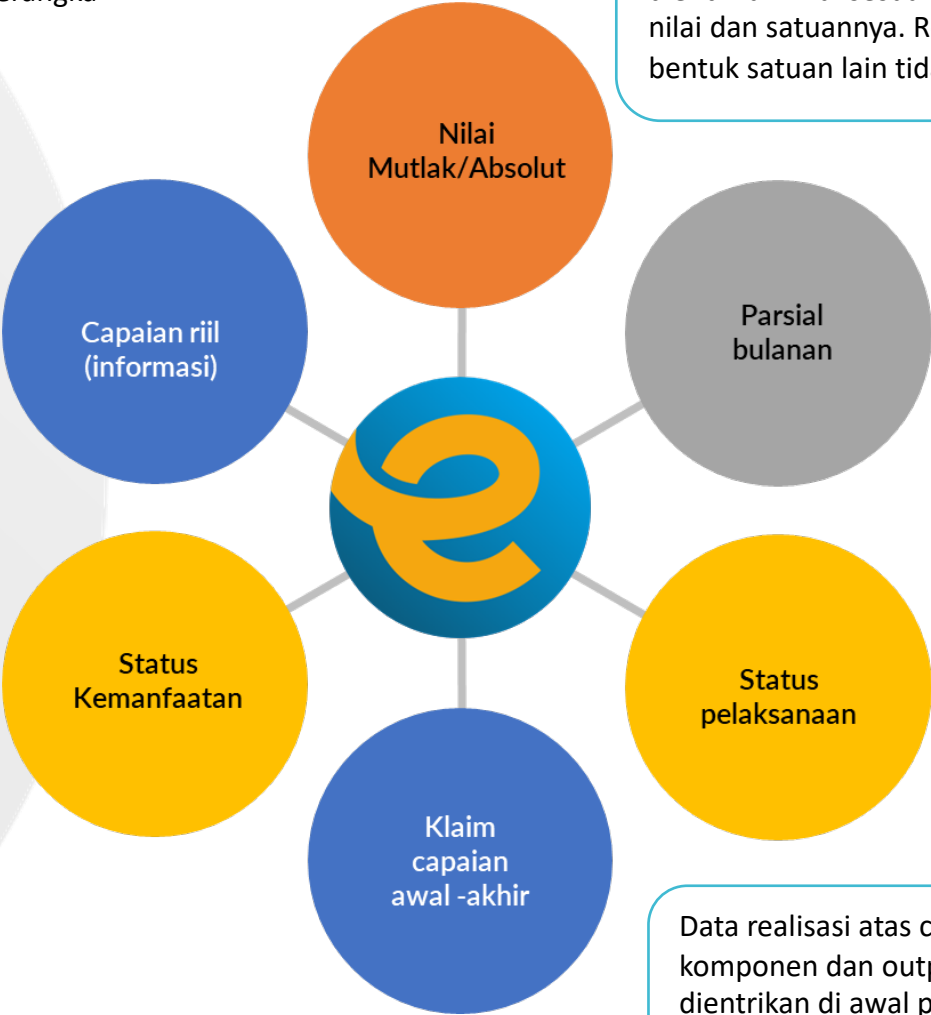 nilai dan satuannya. R
bentuk satuan lain tid
Nilai
Mutlak/Absolut
Capaian riil
(informasi)
Parsial
bulanan
Status
Kemanfaatan
Status
pelaksanaan
Klaim
capaian
awal -akhir
Data realisasi atas c
komponen dan outp
dientrikan di awal p